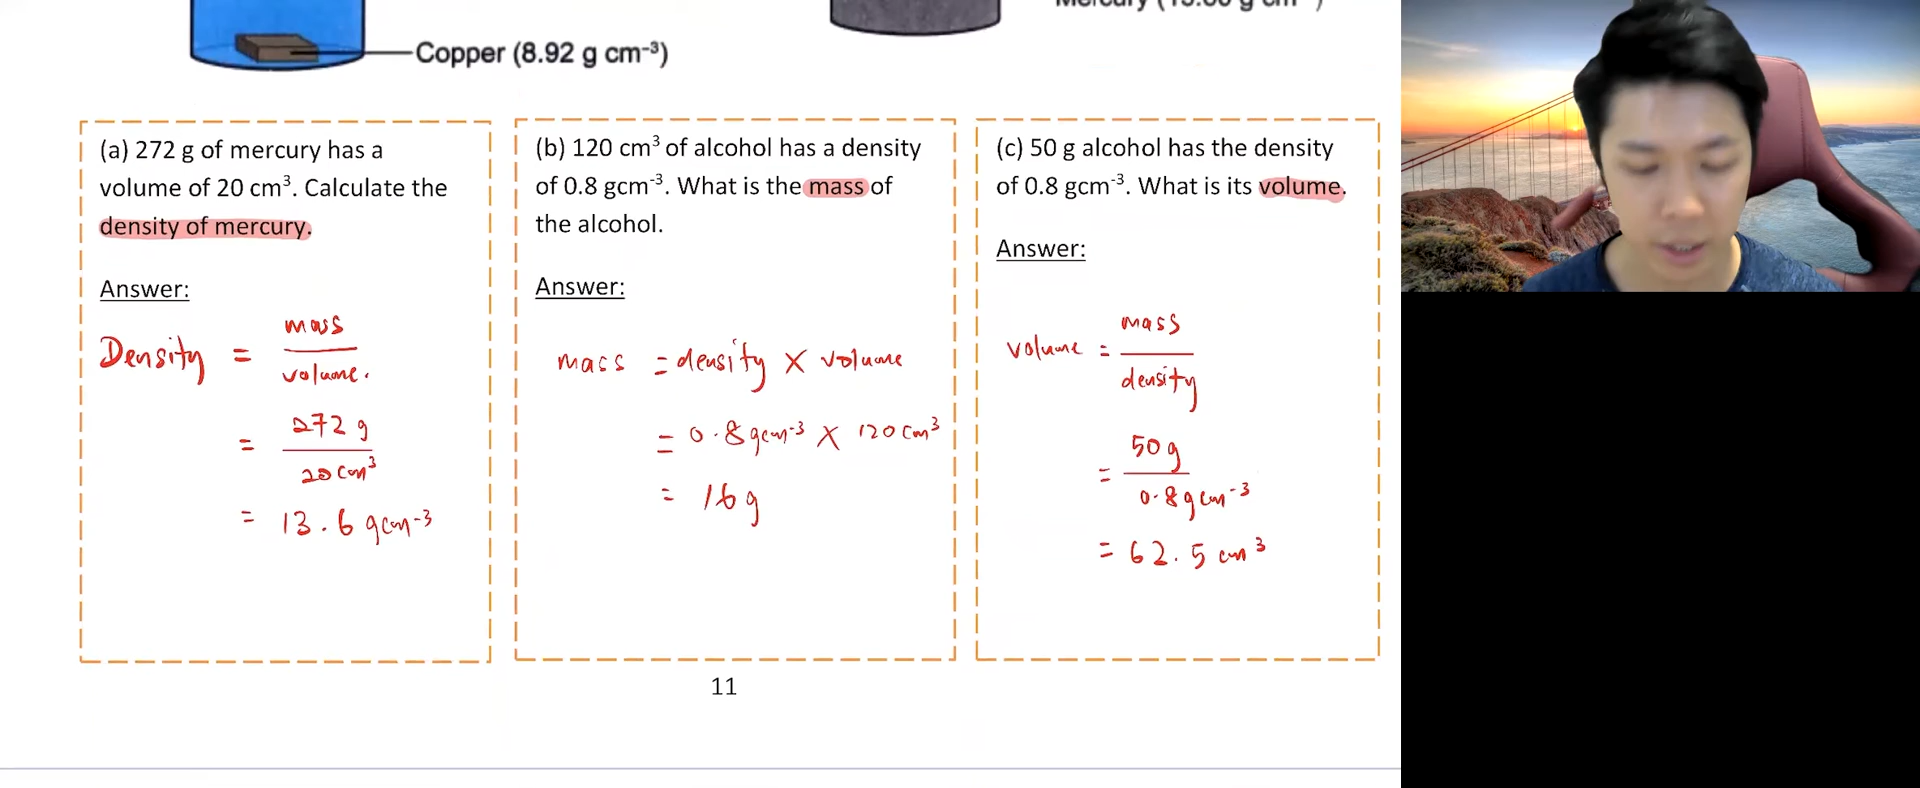 Copper (8.92 g cm⁻³)
(a) 272 g of mercury has a
volume of 20 cm³. Calculate the
density of mercury.
Answer:
Density = mass / volume.
= 272 g / 20 cm³
= 13.6 gcm⁻³
(b) 120 cm³ of alcohol has a density
of 0.8 gcm⁻³. What is the mass of
the alcohol.
Answer:
mass = density × volume
= 0.8 gcm⁻³ × 120 cm³
= 16 g
(c) 50 g alcohol has the density
of 0.8 gcm⁻³. What is its volume.
Answer:
volume = mass / density
= 50 g / 0.8 gcm⁻³
= 62.5 cm³
11